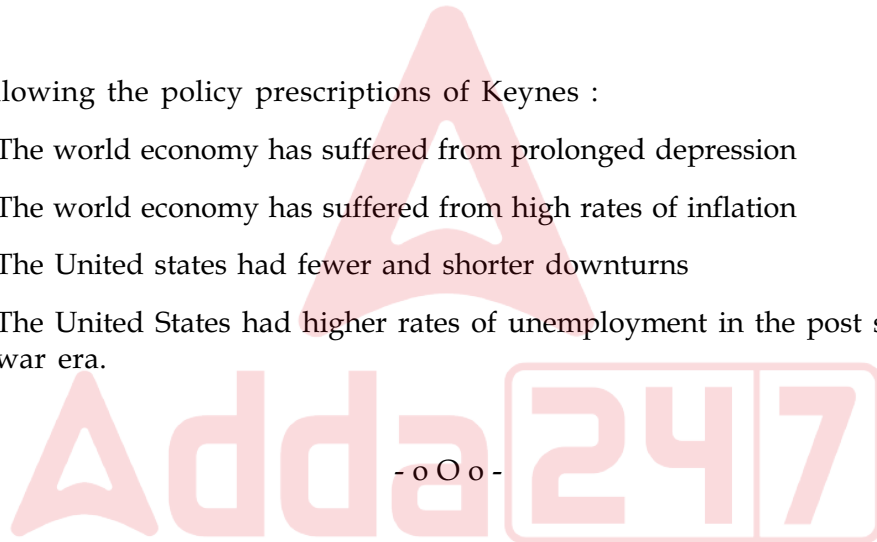 llowing the policy prescriptions of Keynes :
The world economy has suffered from prolonged depression
The world economy has suffered from high rates of inflation
The United states had fewer and shorter downturns
The United States had higher rates of unemployment in the post s
war era.
- o O o -
Adda247